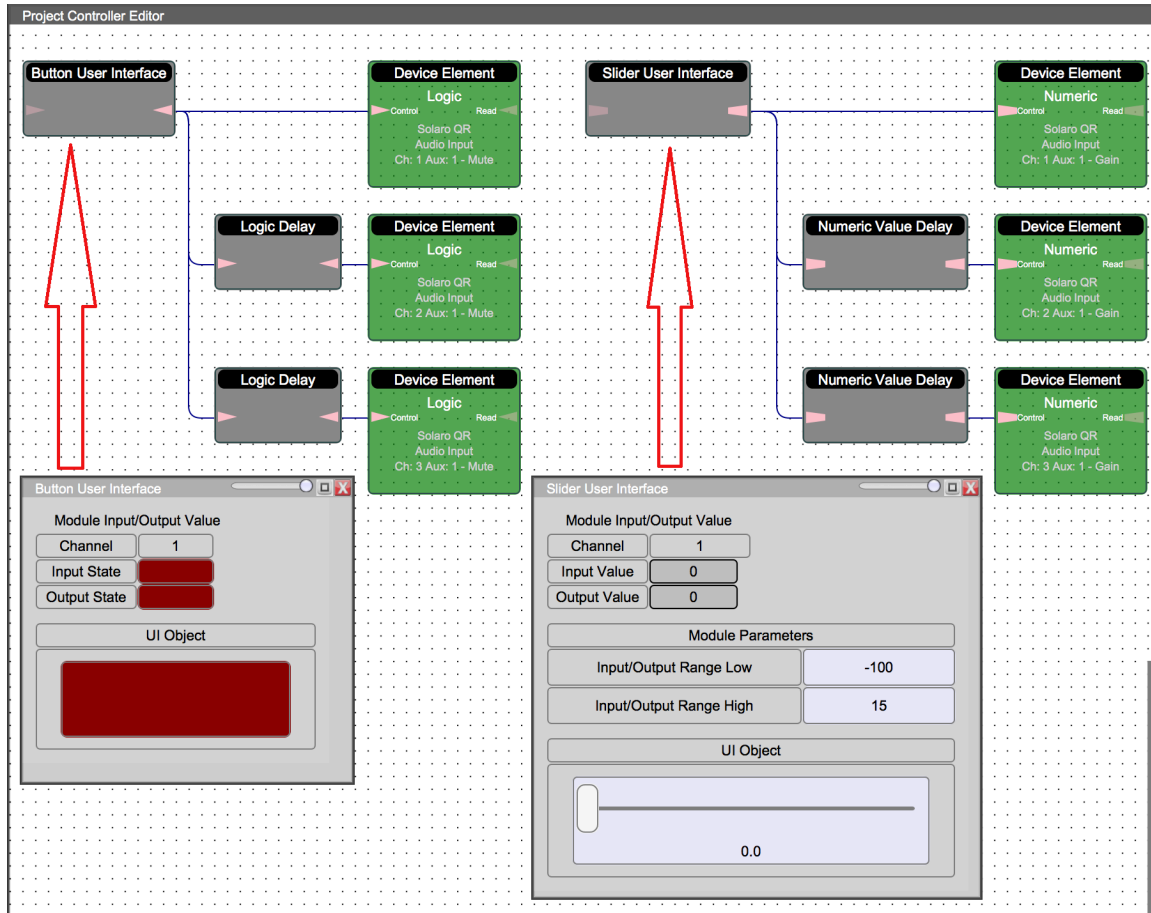 Project Controller Editor
Button User Interface
Device Element
Logic
Control
Read
Solaro QR
Audio Input
Ch: 1 Aux: 1 - Mute
Slider User Interface
Device Element
Numeric
Control
Read
Solaro QR
Audio Input
Ch: 1 Aux: 1 - Gain
Logic Delay
Device Element
Logic
Control
Read
Solaro QR
Audio Input
Ch: 2 Aux: 1 - Mute
Numeric Value Delay
Device Element
Numeric
Control
Read
Solaro QR
Audio Input
Ch: 2 Aux: 1 - Gain
Logic Delay
Device Element
Logic
Control
Read
Solaro QR
Audio Input
Ch: 3 Aux: 1 - Mute
Numeric Value Delay
Device Element
Numeric
Control
Read
Solaro QR
Audio Input
Ch: 3 Aux: 1 - Gain
Button User Interface
X
Module Input/Output Value
Channel 1
Input State
Output State
UI Object
Slider User Interface
X
Module Input/Output Value
Channel 1
Input Value 0
Output Value 0
Module Parameters
Input/Output Range Low -100
Input/Output Range High 15
UI Object
0.0